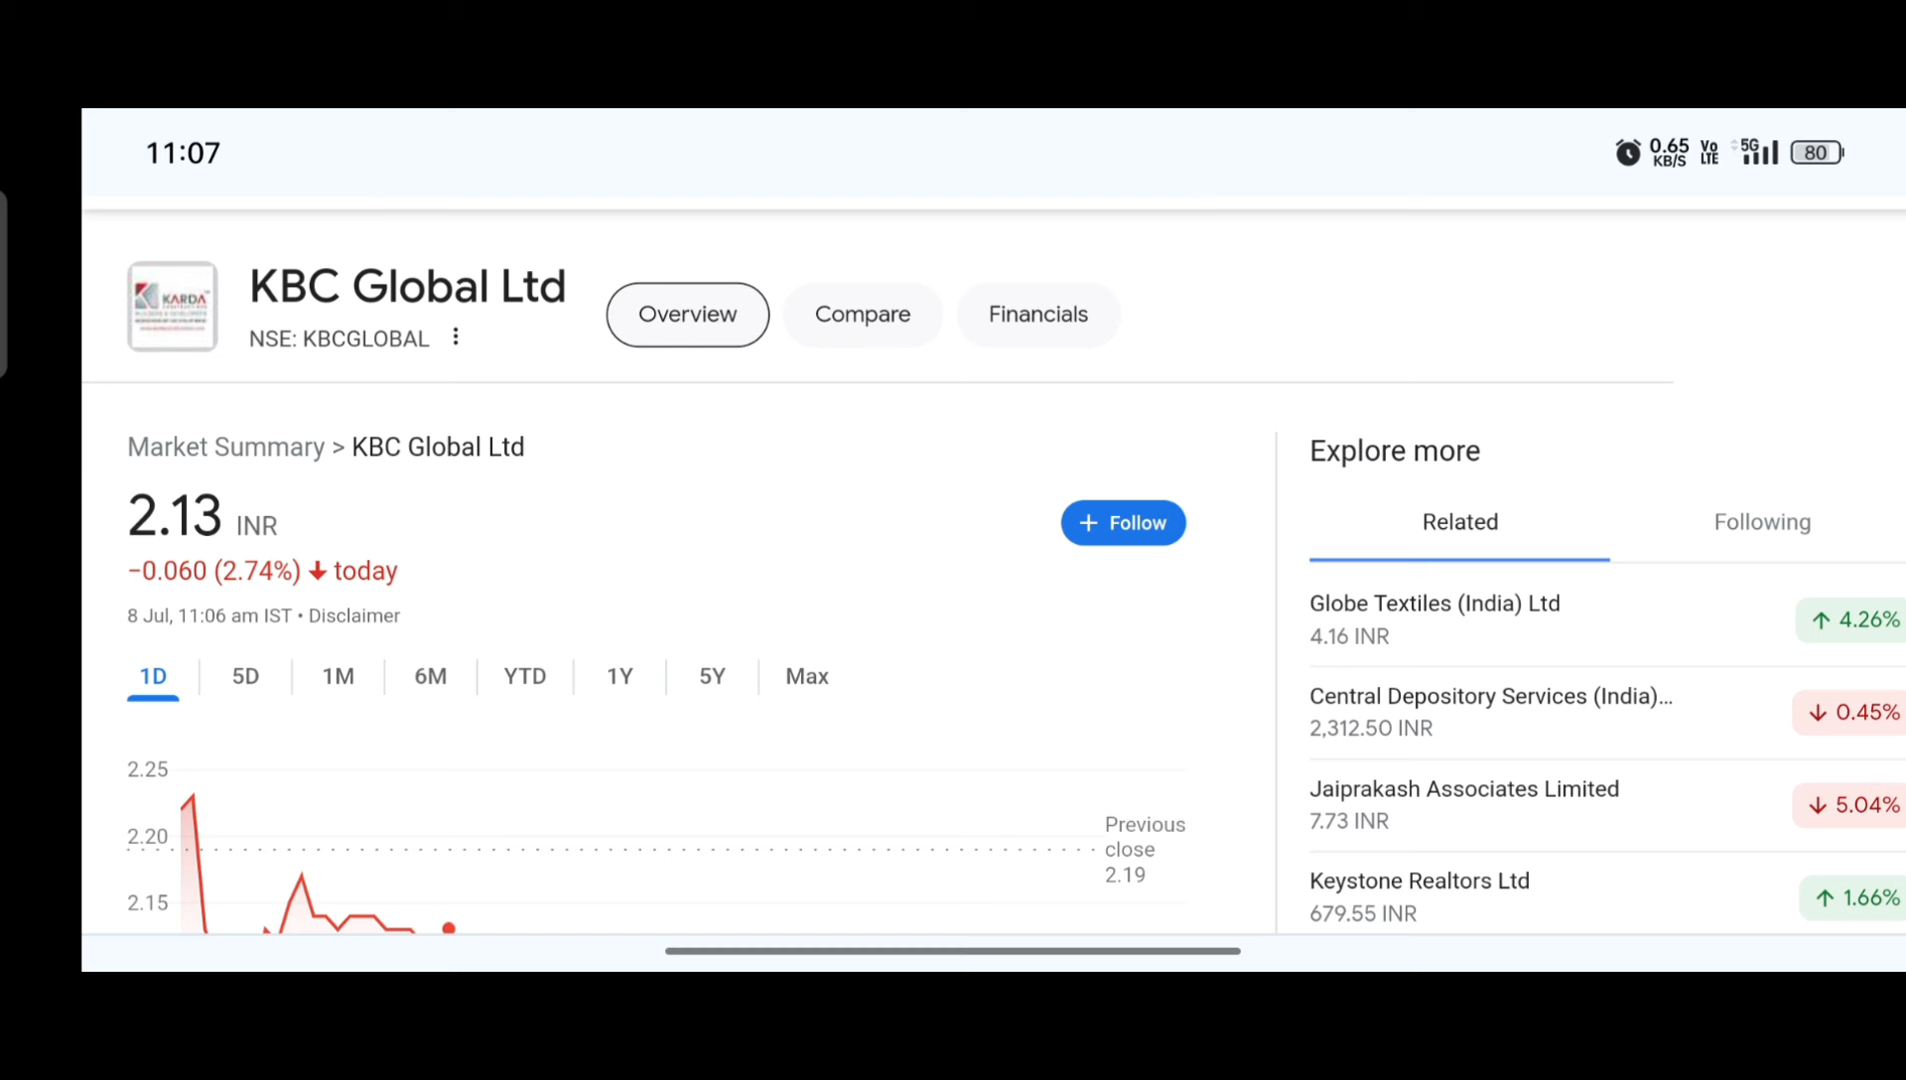 11:07
0.65 KB/S Vo LTE 5G 80
KARDA
KBC Global Ltd
NSE: KBCGLOBAL
Overview
Compare
Financials
Market Summary > KBC Global Ltd
2.13 INR
−0.060 (2.74%) ↓ today
8 Jul, 11:06 am IST • Disclaimer
+ Follow
1D 5D 1M 6M YTD 1Y 5Y Max
2.25
2.20
2.15
Previous
close
2.19
Explore more
Related Following
Globe Textiles (India) Ltd
4.16 INR
↑ 4.26%
Central Depository Services (India)...
2,312.50 INR
↓ 0.45%
Jaiprakash Associates Limited
7.73 INR
↓ 5.04%
Keystone Realtors Ltd
679.55 INR
↑ 1.66%